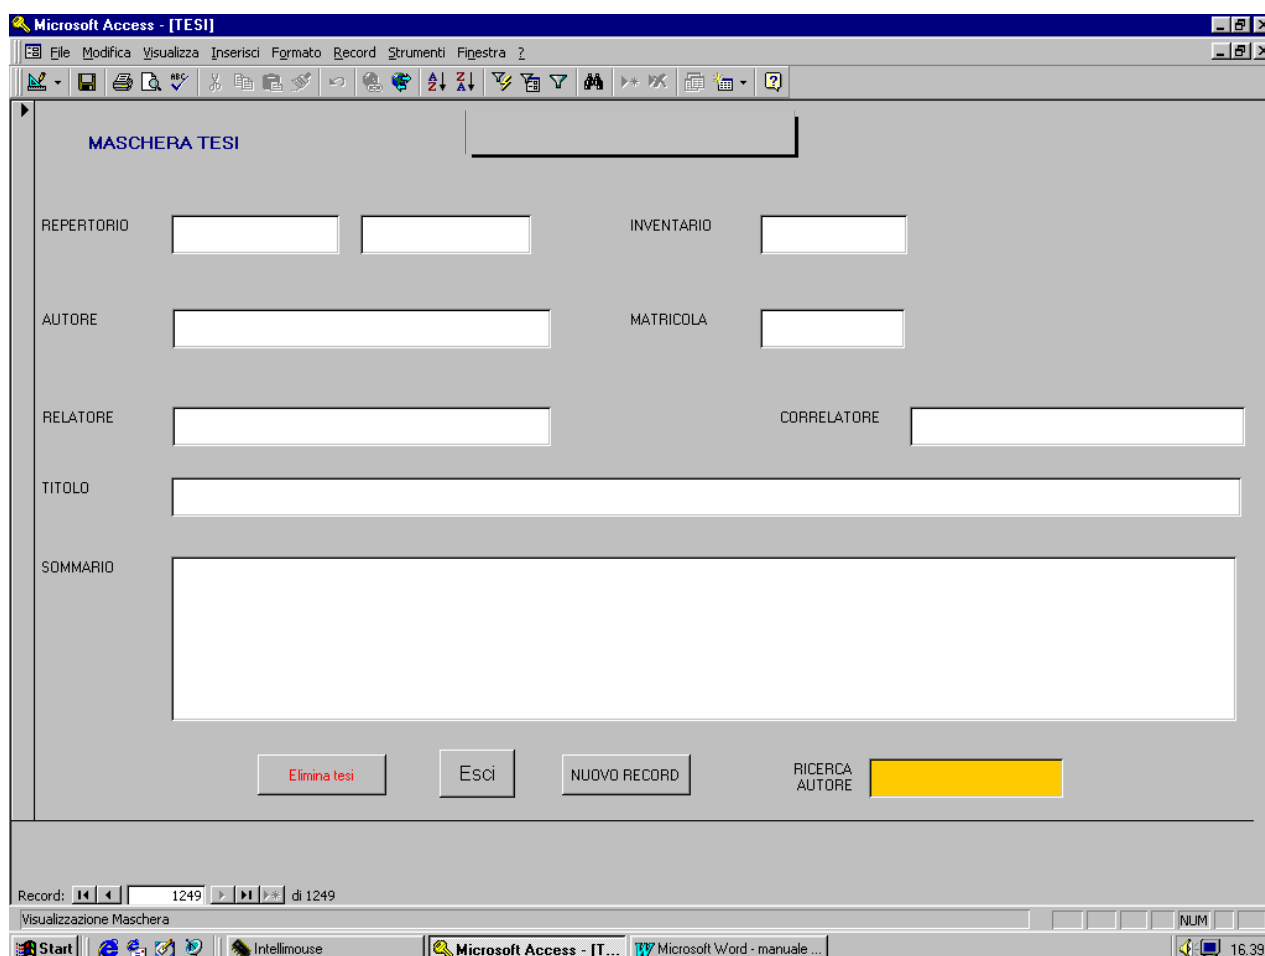 Microsoft Access - [TESI]
File Modifica Visualizza Inserisci Formato Record Strumenti Finestra ?
MASCHERA TESI
REPERTORIO INVENTARIO
AUTORE MATRICOLA
RELATORE CORRELATORE
TITOLO
SOMMARIO
Elimina tesi Esci NUOVO RECORD RICERCA
AUTORE
Record: 1249 di 1249
Visualizzazione Maschera NUM
Start Intellimouse Microsoft Access - [T... Microsoft Word - manuale ... 16.39